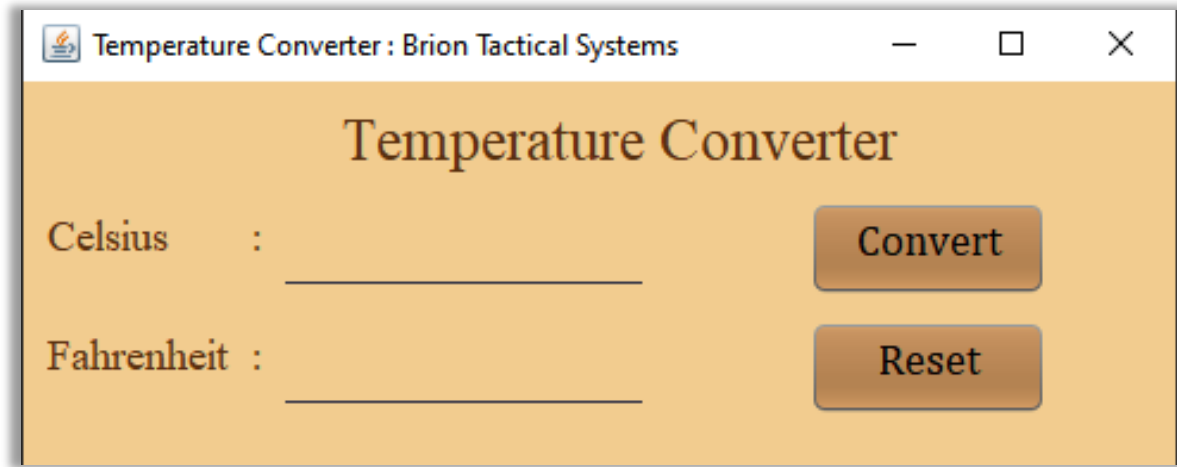 Temperature Converter : Brion Tactical Systems
Temperature Converter
Celsius :
Convert
Fahrenheit :
Reset